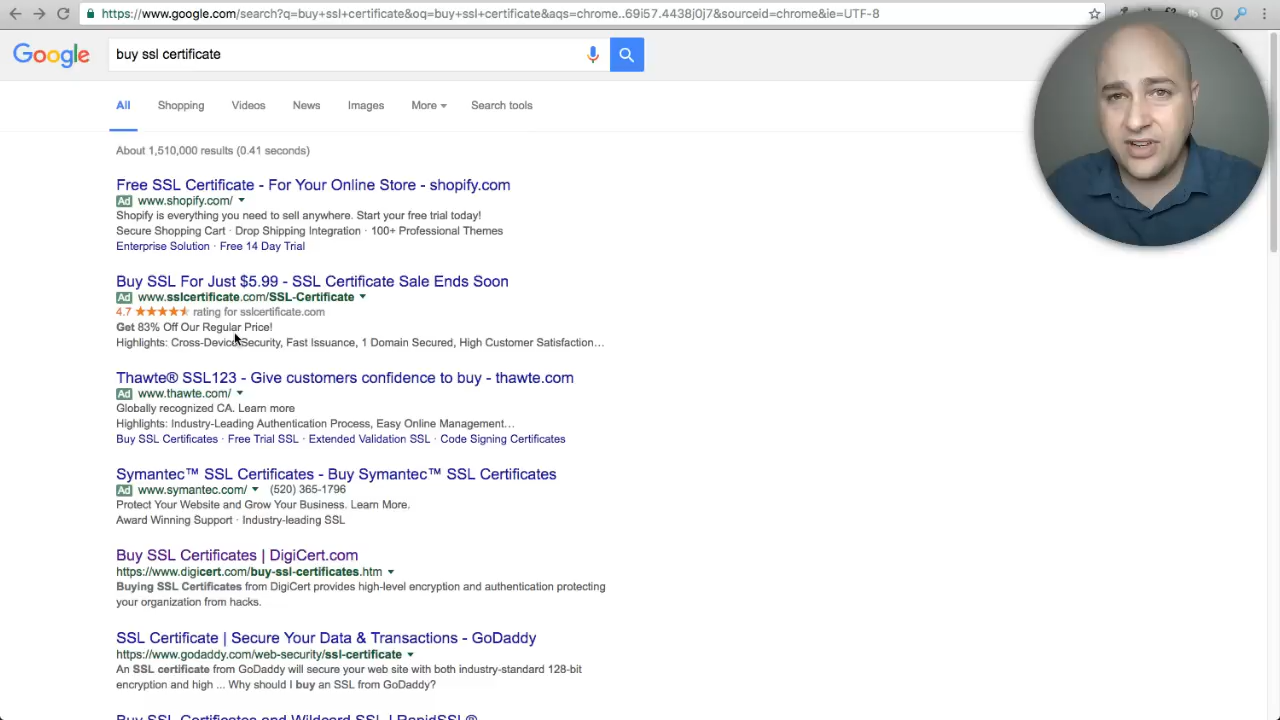 https://www.google.com/search?q=buy+ssl+certificate&oq=buy+ssl+certificate&aqs=chrome..69i57.4438j0j7&sourceid=chrome&ie=UTF-8
Google
buy ssl certificate
All Shopping Videos News Images More Search tools
About 1,510,000 results (0.41 seconds)
Free SSL Certificate - For Your Online Store - shopify.com
Ad www.shopify.com/
Shopify is everything you need to sell anywhere. Start your free trial today!
Secure Shopping Cart · Drop Shipping Integration · 100+ Professional Themes
Enterprise Solution · Free 14 Day Trial
Buy SSL For Just $5.99 - SSL Certificate Sale Ends Soon
Ad www.sslcertificate.com/SSL-Certificate
4.7 ★★★★★ rating for sslcertificate.com
Get 83% Off Our Regular Price!
Highlights: Cross-Device Security, Fast Issuance, 1 Domain Secured, High Customer Satisfaction…
Thawte® SSL123 - Give customers confidence to buy - thawte.com
Ad www.thawte.com/
Globally recognized CA. Learn more
Highlights: Industry-Leading Authentication Process, Easy Online Management…
Buy SSL Certificates · Free Trial SSL · Extended Validation SSL · Code Signing Certificates
Symantec™ SSL Certificates - Buy Symantec™ SSL Certificates
Ad www.symantec.com/ (520) 365-1796
Protect Your Website and Grow Your Business. Learn More.
Award Winning Support · Industry-leading SSL
Buy SSL Certificates | DigiCert.com
https://www.digicert.com/buy-ssl-certificates.htm
Buying SSL Certificates from DigiCert provides high-level encryption and authentication protecting
your organization from hacks.
SSL Certificate | Secure Your Data & Transactions - GoDaddy
https://www.godaddy.com/web-security/ssl-certificate
An SSL certificate from GoDaddy will secure your web site with both industry-standard 128-bit
encryption and high ... Why should I buy an SSL from GoDaddy?
Buy SSL Certificates and Wildcard SSL | RapidSSL®